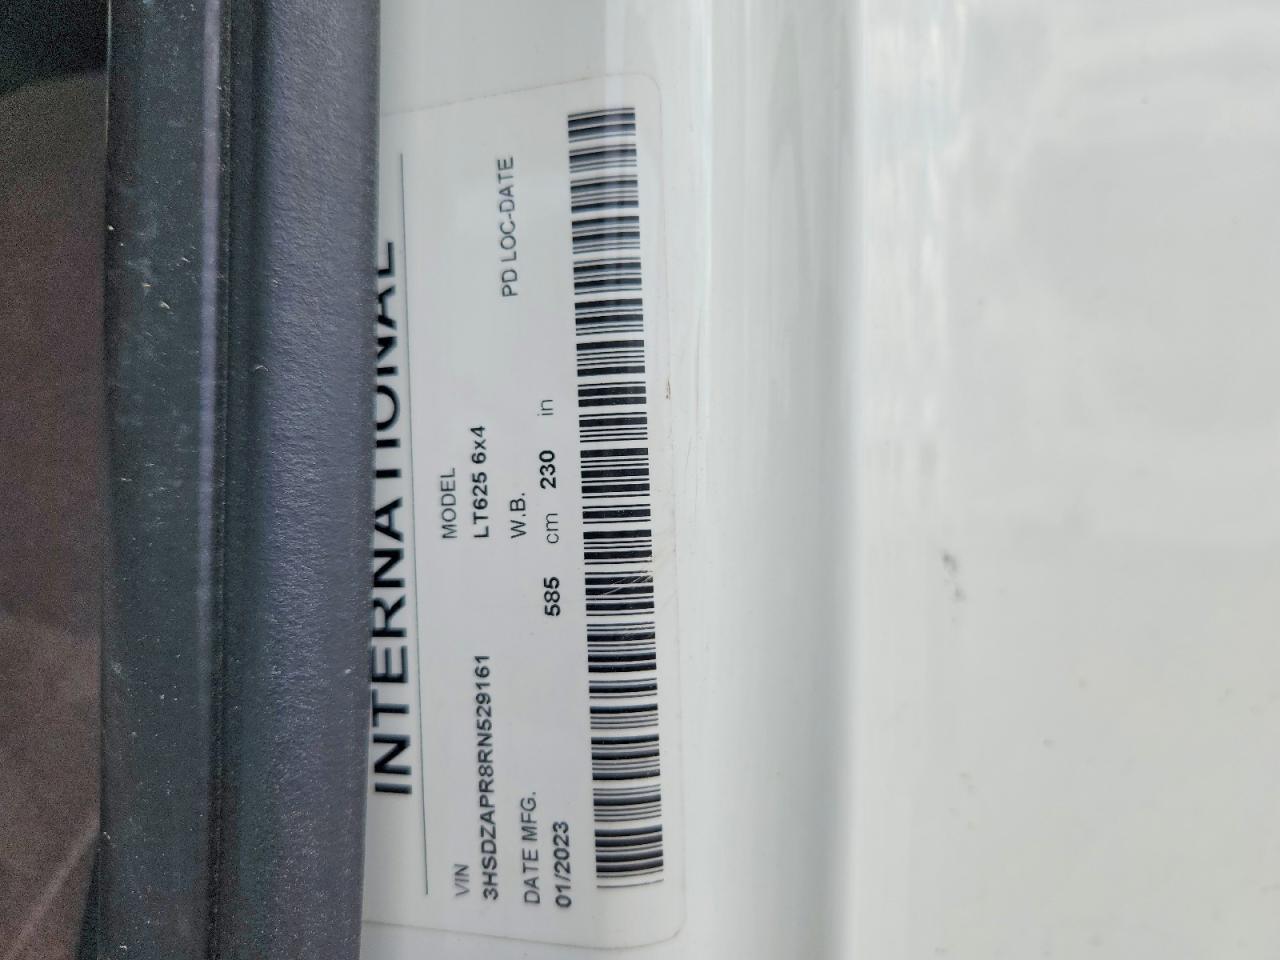 INTERNATIONAL
VIN MODEL
3HSDZAPR8RN529161 LT625 6x4
DATE MFG. W.B. PD LOC-DATE
01/2023 585 cm 230 in